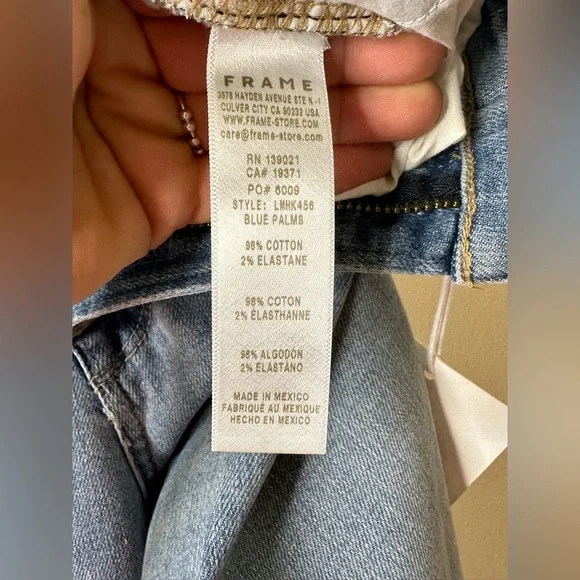 FRAME
3578 HAYDEN AVENUE STE N -1
CULVER CITY CA 90232 USA
WWW.FRAME-STORE.COM
care@frame-store.com
RN 139021
CA# 19371
PO# 6009
STYLE: LMHK456
BLUE PALMS
98% COTTON
2% ELASTANE
98% COTON
2% ÉLASTHANNE
98% ALGODÓN
2% ELASTANO
MADE IN MEXICO
FABRIQUÉ AU MEXIQUE
HECHO EN MEXICO